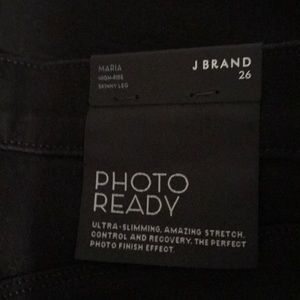 MARIA
HIGH-RISE
SKINNY LEG
J BRAND
26
PHOTO
READY
ULTRA-SLIMMING, AMAZING STRETCH,
CONTROL AND RECOVERY. THE PERFECT
PHOTO FINISH EFFECT.